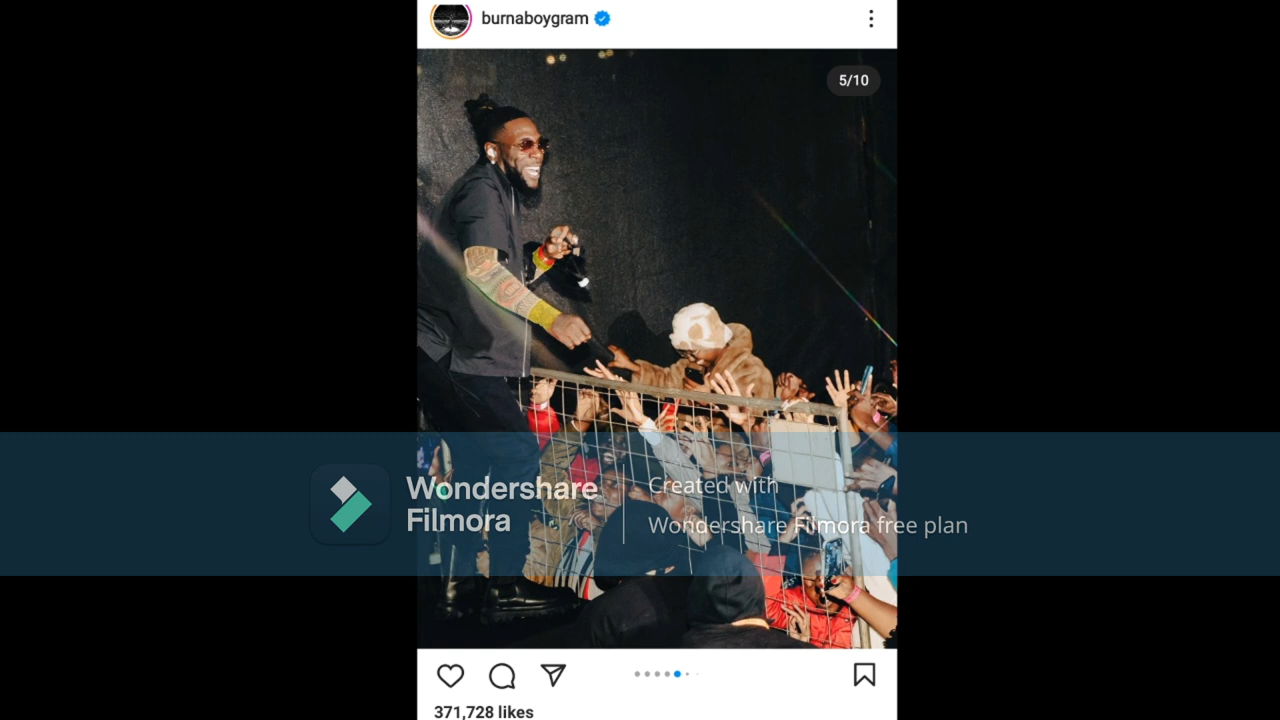 burnaboygram
5/10
Wondershare
Filmora
Created with
Wondershare Filmora free plan
371,728 likes